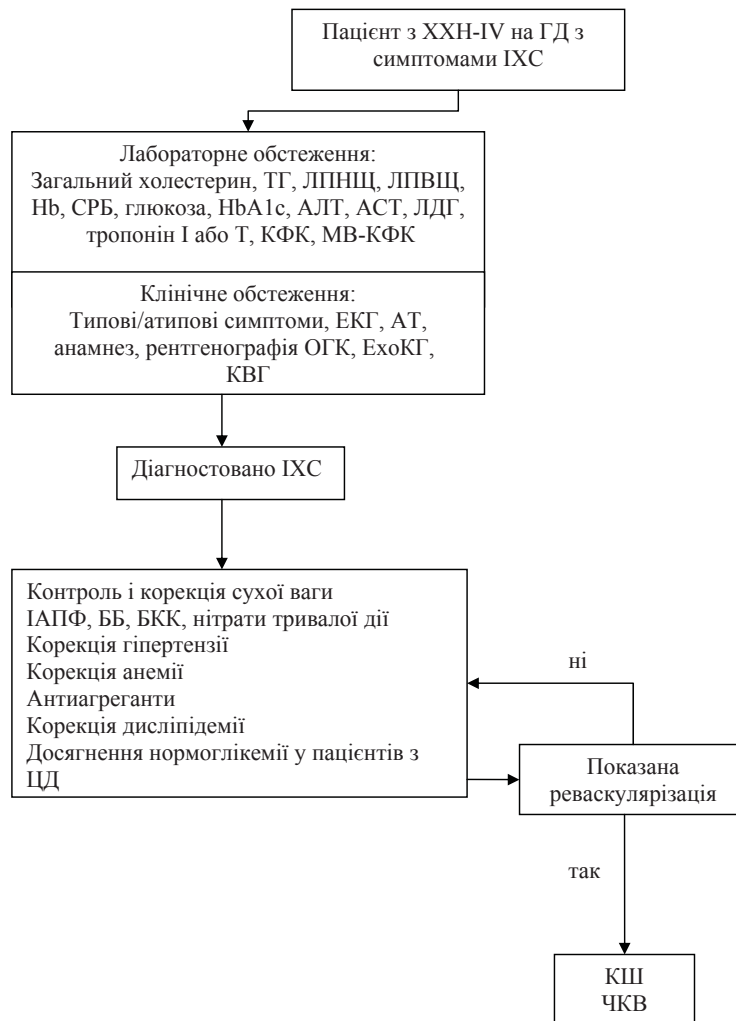 Пацієнт з ХХН-IV на ГД з
симптомами ІХС
Лабораторне обстеження:
Загальний холестерин, ТГ, ЛПНЩ, ЛПВЩ,
Hb, СРБ, глюкоза, HbA1c, АЛТ, АСТ, ЛДГ,
тропонін І або Т, КФК, МВ-КФК
Клінічне обстеження:
Типові/атипові симптоми, ЕКГ, АТ,
анамнез, рентгенографія ОГК, ЕхоКГ,
КВГ
Діагностовано ІХС
Контроль і корекція сухої ваги
ІАПФ, ББ, БКК, нітрати тривалої дії
Корекція гіпертензії
Корекція анемії
Антиагреганти
Корекція дисліпідемії
Досягнення нормоглікемії у пацієнтів з
ЦД
ні
Показана
реваскулярізація
так
КШ
ЧКВ